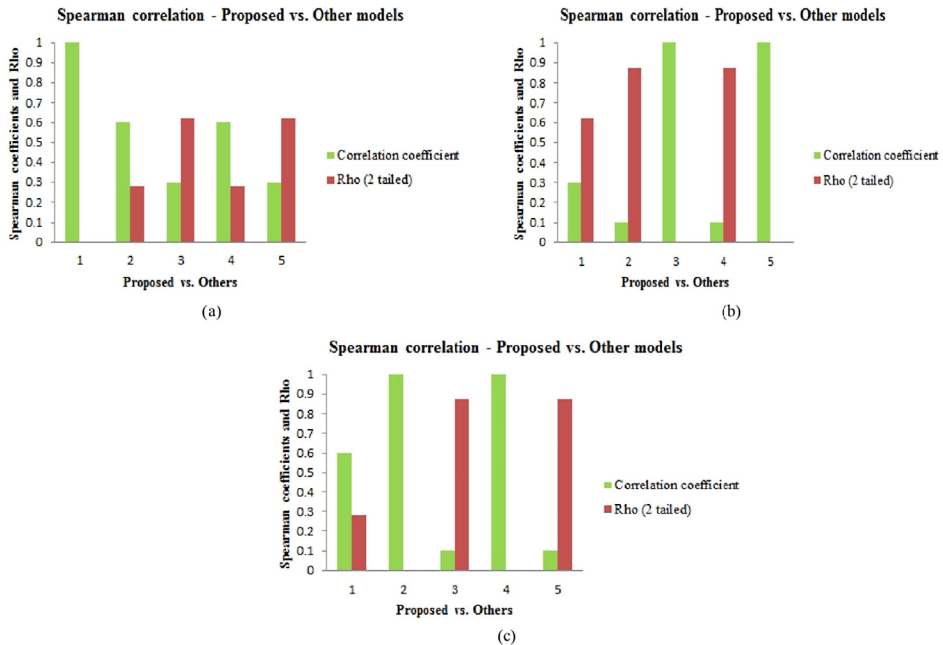 Spearman correlation - Proposed vs. Other models
Spearman coefficients and Rho
1
0.9
0.8
0.7
0.6
0.5
0.4
0.3
0.2
0.1
0
1 2 3 4 5
Proposed vs. Others
Correlation coefficient
Rho (2 tailed)
(a)
Spearman correlation - Proposed vs. Other models
Spearman coefficients and Rho
1
0.9
0.8
0.7
0.6
0.5
0.4
0.3
0.2
0.1
0
1 2 3 4 5
Proposed vs. Others
Correlation coefficient
Rho (2 tailed)
(b)
Spearman correlation - Proposed vs. Other models
Spearman coefficients and Rho
1
0.9
0.8
0.7
0.6
0.5
0.4
0.3
0.2
0.1
0
1 2 3 4 5
Proposed vs. Others
Correlation coefficient
Rho (2 tailed)
(c)